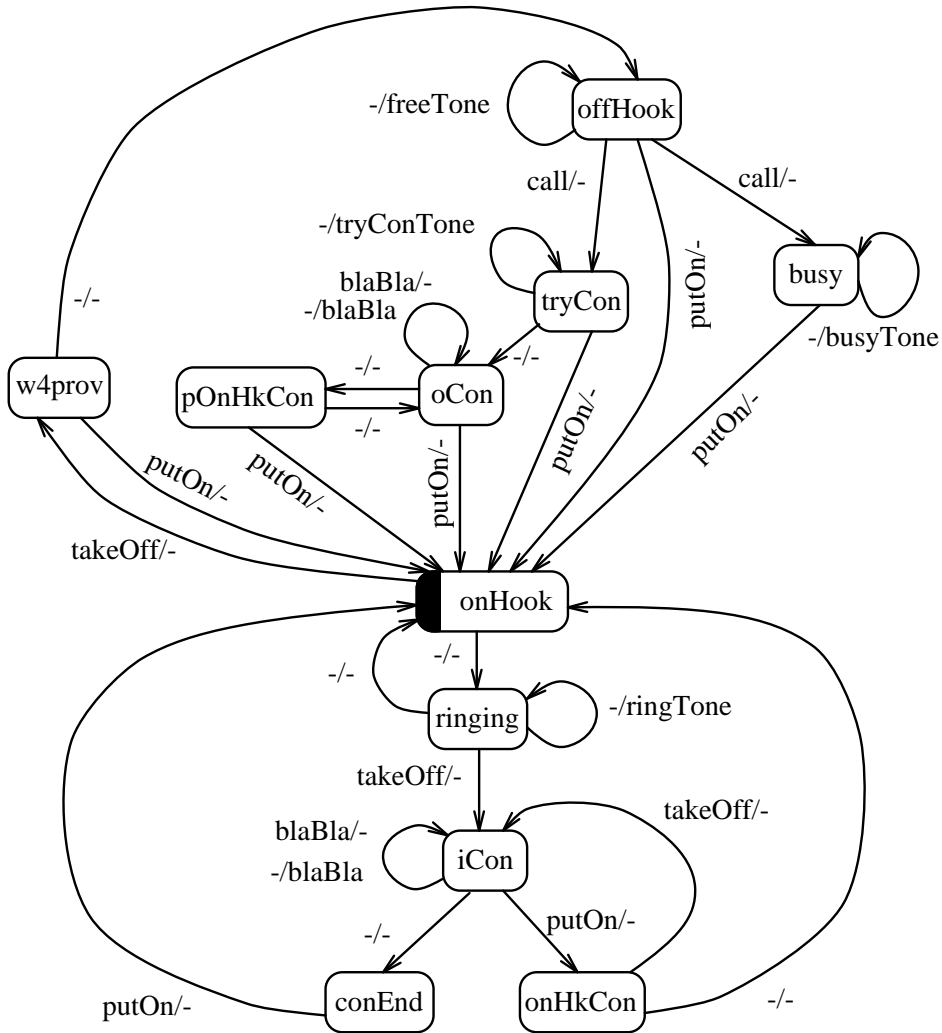 -/freeTone
offHook
call/-
call/-
-/tryConTone
putOn/-
blaBla/-
-/blaBla
tryCon
busy
-/-
-/busyTone
w4prov
pOnHkCon
-/-
oCon
-/-
-/-
putOn/-
putOn/-
putOn/-
putOn/-
putOn/-
takeOff/-
onHook
-/-
-/-
ringing
-/ringTone
takeOff/-
blaBla/-
-/blaBla
iCon
takeOff/-
-/-
putOn/-
putOn/-
conEnd
onHkCon
-/-